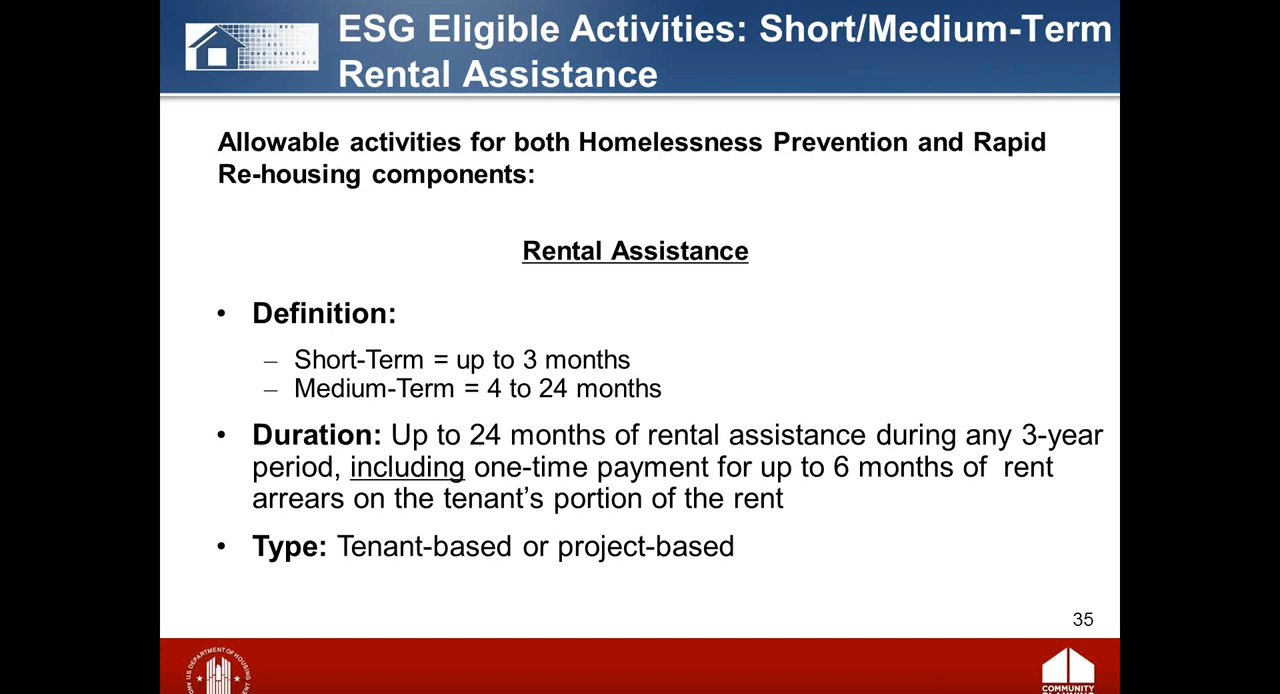 ESG Eligible Activities: Short/Medium-Term
Rental Assistance
Allowable activities for both Homelessness Prevention and Rapid
Re-housing components:
Rental Assistance
• Definition:
– Short-Term = up to 3 months
– Medium-Term = 4 to 24 months
• Duration: Up to 24 months of rental assistance during any 3-year
period, including one-time payment for up to 6 months of rent
arrears on the tenant’s portion of the rent
• Type: Tenant-based or project-based
35
U.S. DEPARTMENT OF HOUSING
COMMUNITY